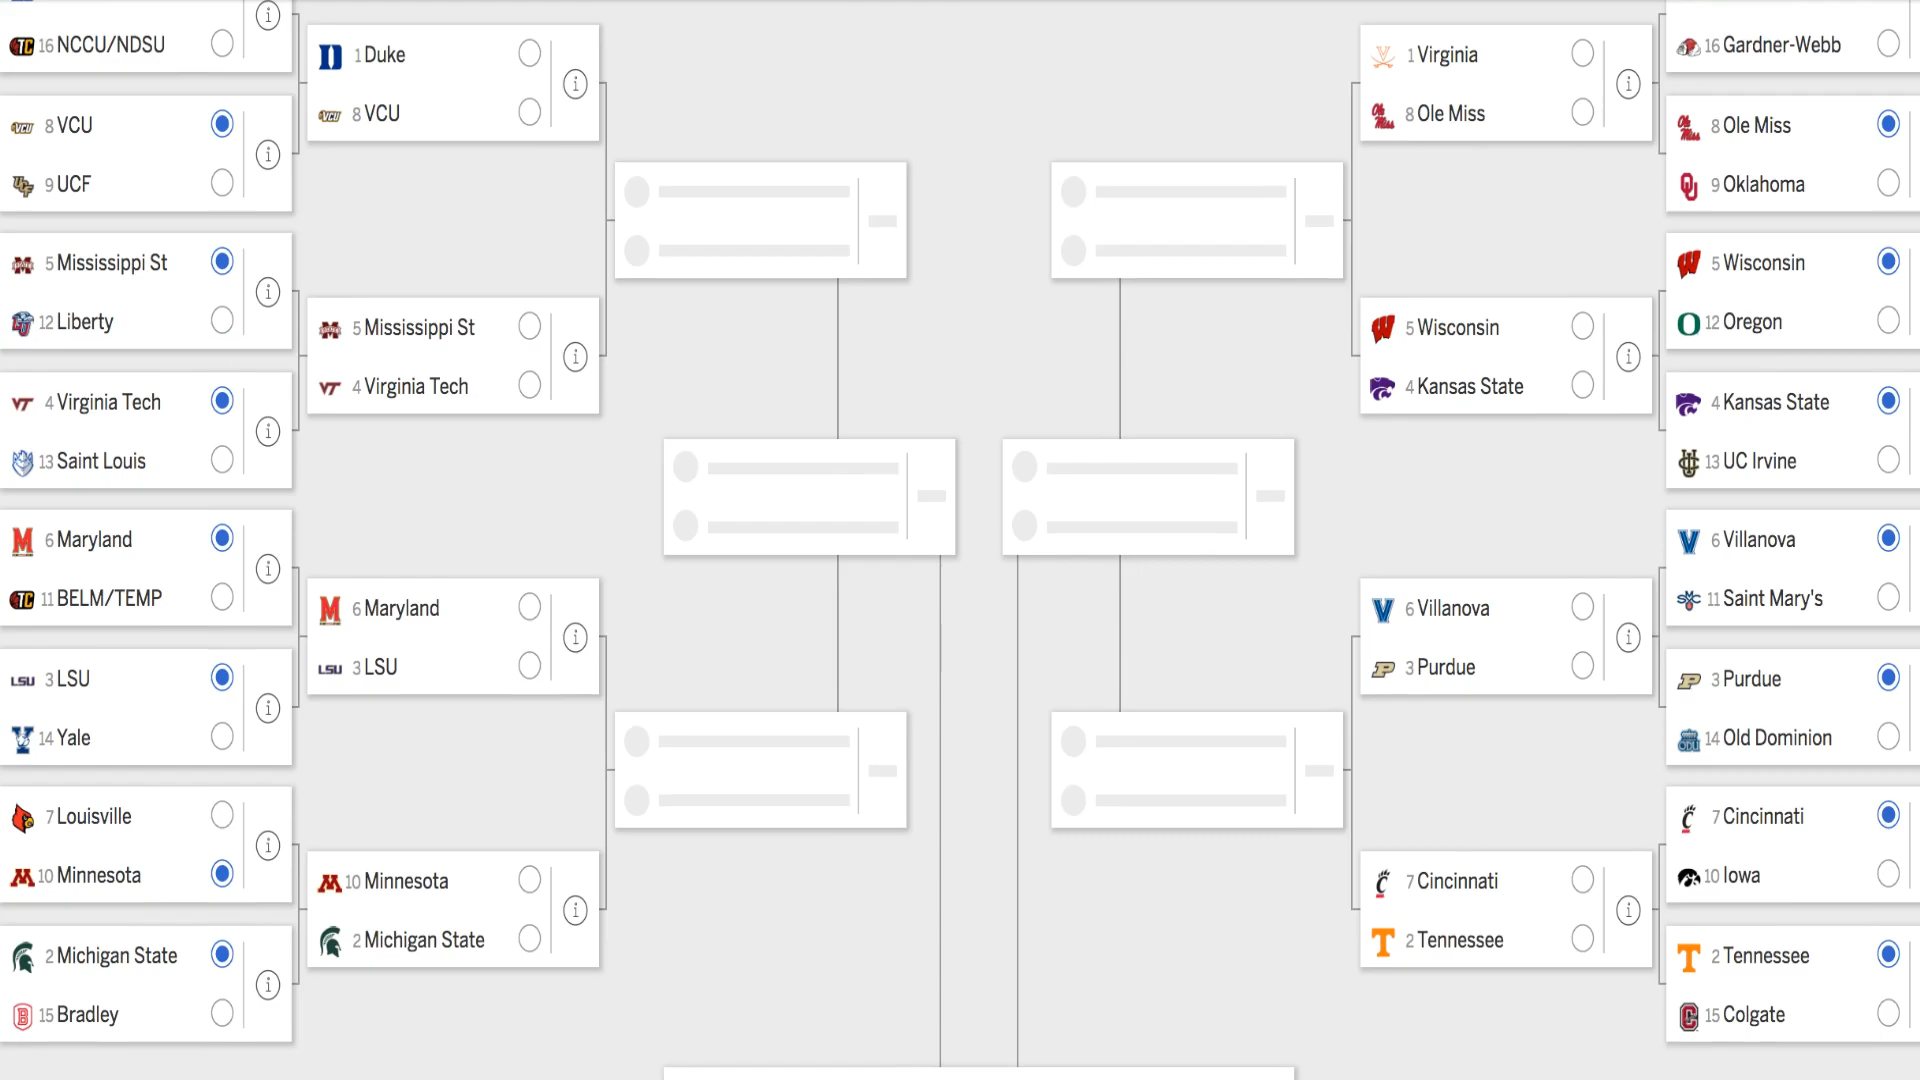 16 NCCU/NDSU
8 VCU
9 UCF
5 Mississippi St
12 Liberty
4 Virginia Tech
13 Saint Louis
6 Maryland
11 BELM/TEMP
3 LSU
14 Yale
7 Louisville
10 Minnesota
2 Michigan State
15 Bradley
1 Duke
8 VCU
5 Mississippi St
4 Virginia Tech
6 Maryland
3 LSU
10 Minnesota
2 Michigan State
1 Virginia
8 Ole Miss
5 Wisconsin
4 Kansas State
6 Villanova
3 Purdue
7 Cincinnati
2 Tennessee
16 Gardner-Webb
8 Ole Miss
9 Oklahoma
5 Wisconsin
12 Oregon
4 Kansas State
13 UC Irvine
6 Villanova
11 Saint Mary's
3 Purdue
14 Old Dominion
7 Cincinnati
10 Iowa
2 Tennessee
15 Colgate